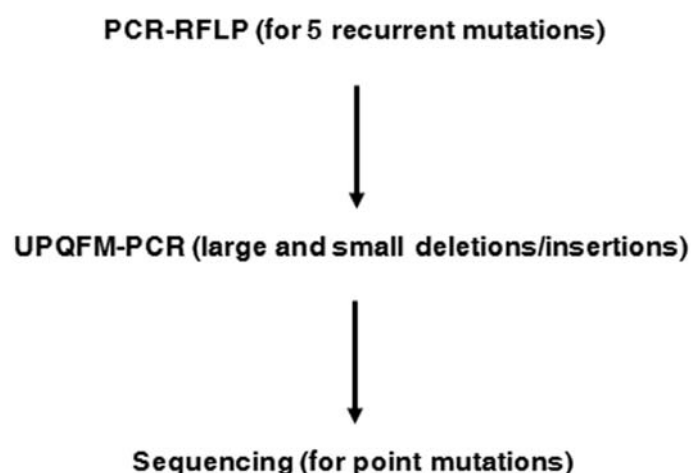 PCR-RFLP (for 5 recurrent mutations)
UPQFM-PCR (large and small deletions/insertions)
Sequencing (for point mutations)